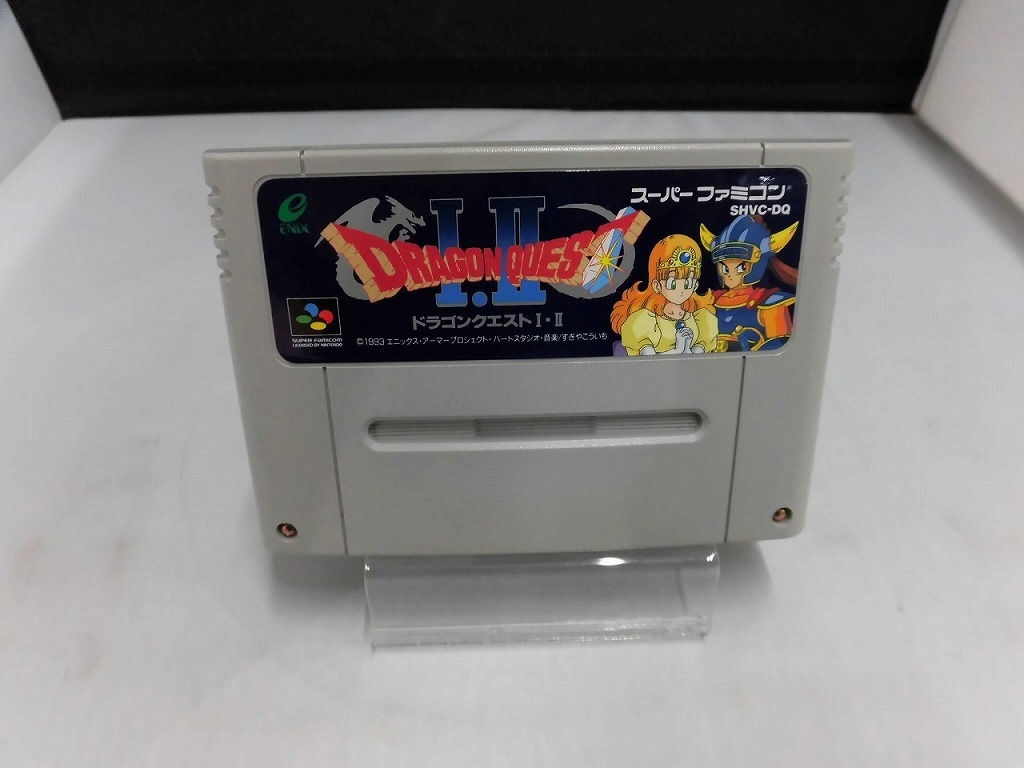 スーパーファミコン
SHVC-DQ
ENIX
I.II
DRAGON QUEST
ドラゴンクエストI・II
SUPER FAMICOM
LICENSED BY NINTENDO
©1993 エニックス・アーマープロジェクト・ハートスタジオ・音楽/すぎやこういち